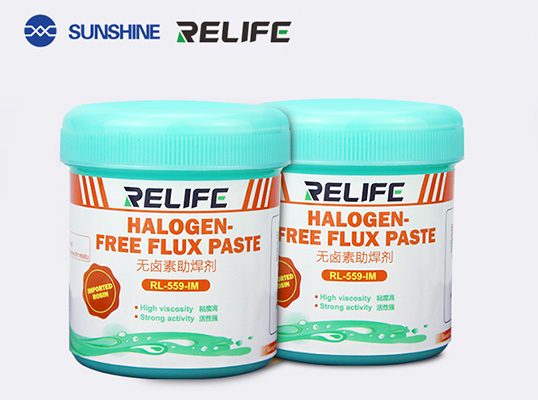 SUNSHINE RELIFE
RELIFE
HALOGEN-
FREE FLUX PASTE
无卤素助焊剂
RL-559-IM
IMPORTED
ROSIN
High viscosity 粘度高
Strong activity 活性强
RELIFE
HALOGEN-
FREE FLUX PASTE
无卤素助焊剂
RL-559-IM
IMPORTED
ROSIN
High viscosity 粘度高
Strong activity 活性强